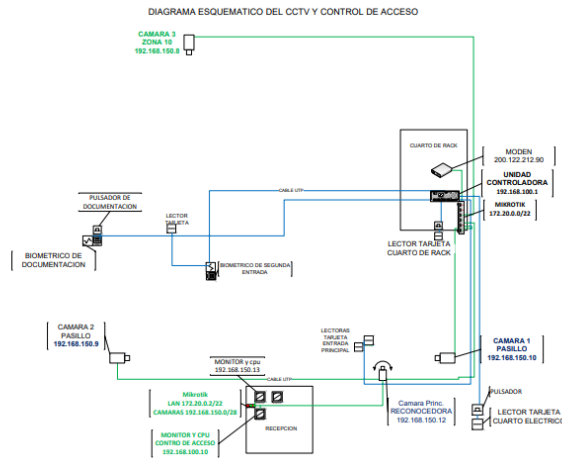 DIAGRAMA ESQUEMATICO DEL CCTV Y CONTROL DE ACCESO
CAMARA 3
ZONA 10
192.168.150.8
CUARTO DE RACK
MODEN
200.122.212.90
UNIDAD
CONTROLADORA
192.168.100.1
MIKROTIK
172.20.0.0/22
CABLE UTP
PULSADOR DE
DOCUMENTACION
LECTOR
TARJETA
LECTOR TARJETA
CUARTO DE RACK
BIOMETRICO DE
DOCUMENTACION
BIOMETRICO DE SEGUNDA
ENTRADA
CAMARA 2
PASILLO
192.168.150.9
LECTORAS
TARJETA
ENTRADA
PRINCIPAL
CAMARA 1
PASILLO
192.168.150.10
MONITOR y cpu
192.168.150.13
CABLE UTP
Mikrotik
LAN 172.20.0.2/22
CAMARAS 192.168.150.0/28
Camara Princ.
RECONOCEDORA
192.168.150.12
PULSADOR
LECTOR TARJETA
CUARTO ELECTRICO
MONITOR Y CPU
CONTRO DE ACCESO
192.168.100.10
RECEPCION